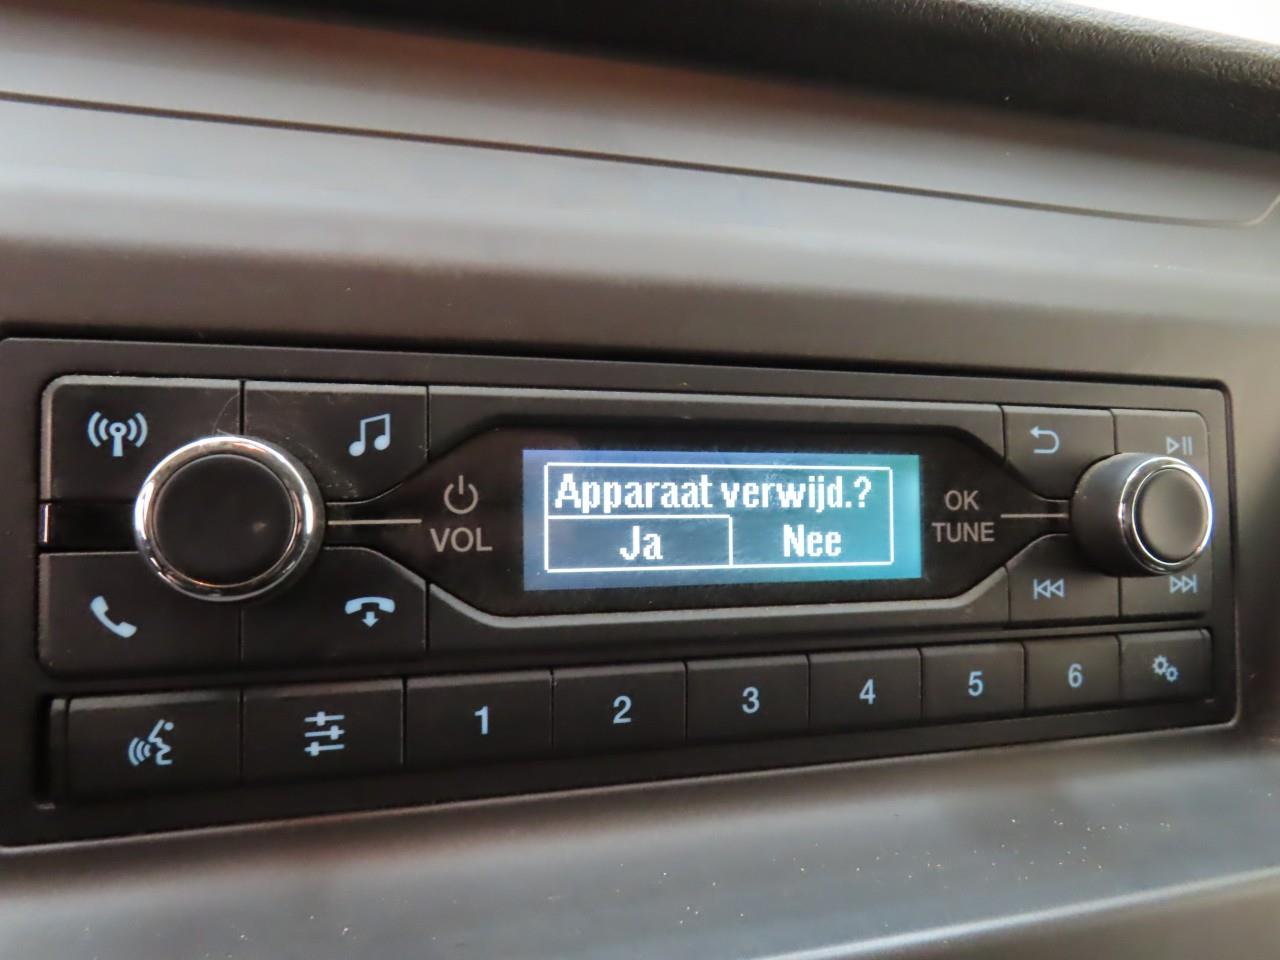 Apparaat verwijd.?
Ja Nee
VOL
OK
TUNE
1 2 3 4 5 6